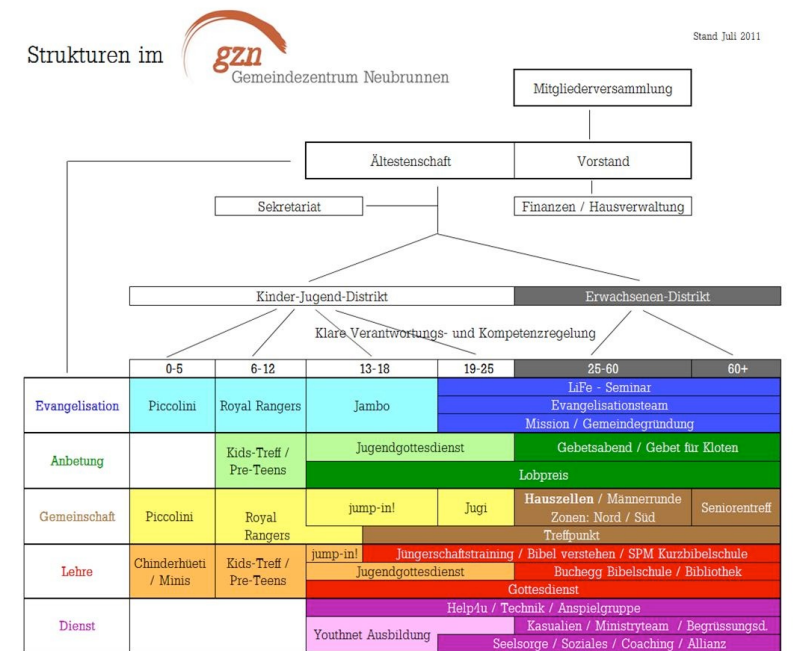 Stand Juli 2011
Strukturen im gzn
Gemeindezentrum Neubrunnen
Mitgliederversammlung
Ältestenschaft Vorstand
Sekretariat Finanzen / Hausverwaltung
Kinder-Jugend-Distrikt Erwachsenen-Distrikt
Klare Verantwortungs- und Kompetenzregelung
0-5 6-12 13-18 19-25 25-60 60+
Evangelisation Piccolini Royal Rangers Jambo
LiFe - Seminar
Evangelisationsteam
Mission / Gemeindegründung
Anbetung
Kids-Treff /
Pre-Teens
Jugendgottesdienst Gebetsabend / Gebet für Kloten
Lobpreis
Gemeinschaft Piccolini
Royal
Rangers
jump-in! Jugi
Hauszellen / Männerrunde
Zonen: Nord / Süd
Seniorentreff
Treffpunkt
Lehre
Chinderhüeti
/ Minis
Kids-Treff /
Pre-Teens
jump-in! Jüngerschaftstraining / Bibel verstehen / SPM Kurzbibelschule
Jugendgottesdienst Buchegg Bibelschule / Bibliothek
Gottesdienst
Dienst
Help4u / Technik / Anspielgruppe
Youthnet Ausbildung
Kasualien / Ministryteam / Begrüssungsd.
Seelsorge / Soziales / Coaching / Allianz